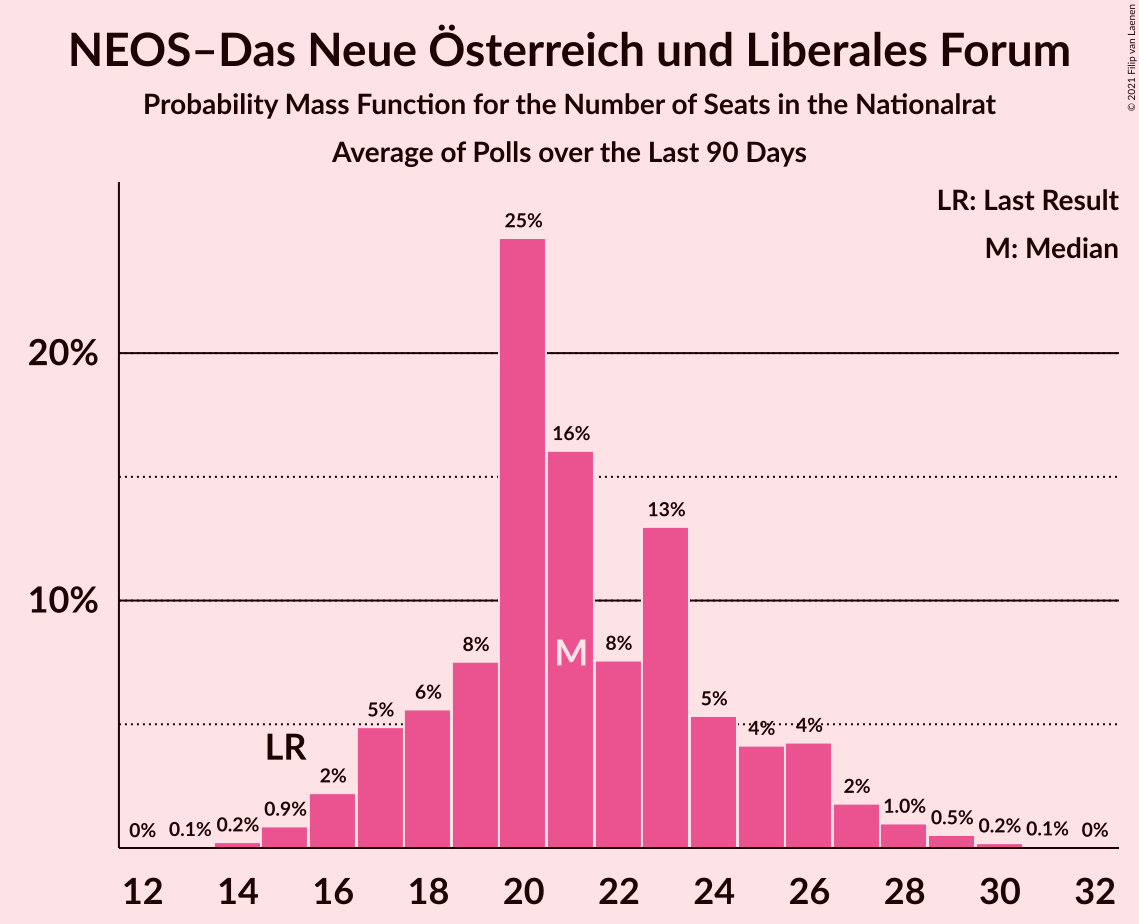 NEOS–Das Neue Österreich und Liberales Forum
Probability Mass Function for the Number of Seats in the Nationalrat
Average of Polls over the Last 90 Days
© 2021 Filip van Laenen
LR: Last Result
M: Median
25%
20%
16%
13%
10%
8%
M
8%
6%
5%
5%
4%
4%
LR
2%
2%
0%
0.1%
0.2%
0.9%
1.0%
0.5%
0.2%
0.1%
0%
12 14 16 18 20 22 24 26 28 30 32